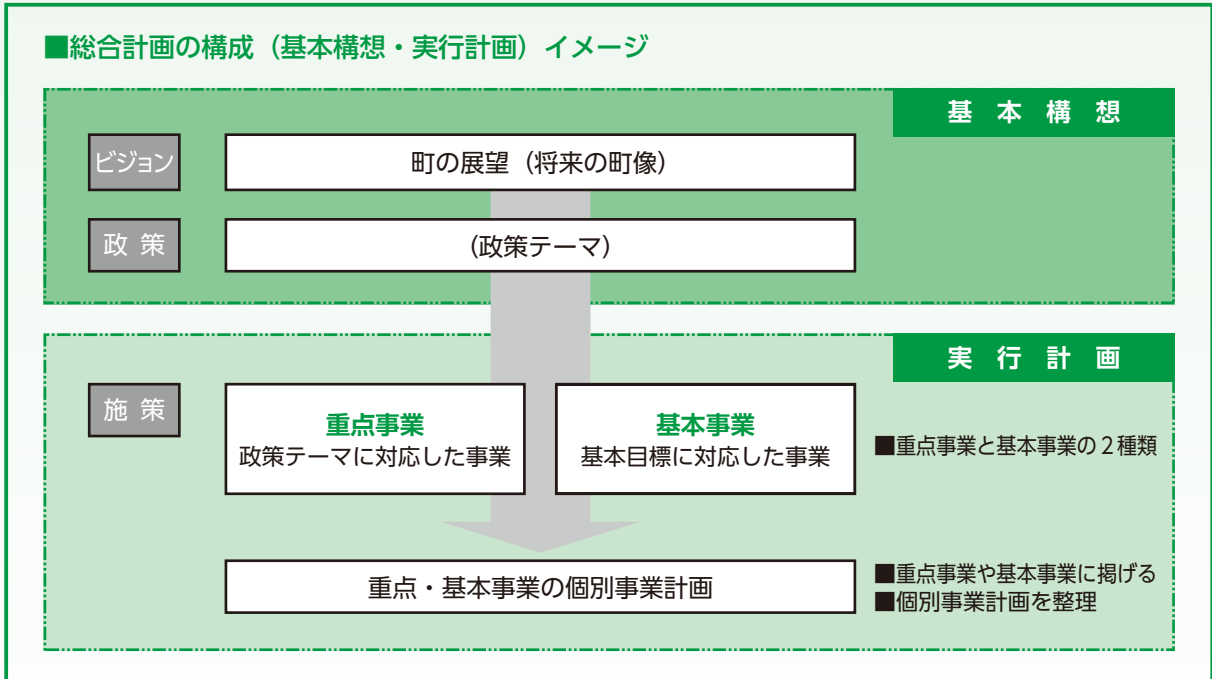 ■総合計画の構成（基本構想・実行計画）イメージ
基本構想
ビジョン
町の展望（将来の町像）
政策
（政策テーマ）
実行計画
施策
重点事業
政策テーマに対応した事業
基本事業
基本目標に対応した事業
■重点事業と基本事業の２種類
重点・基本事業の個別事業計画
■重点事業や基本事業に掲げる
■個別事業計画を整理